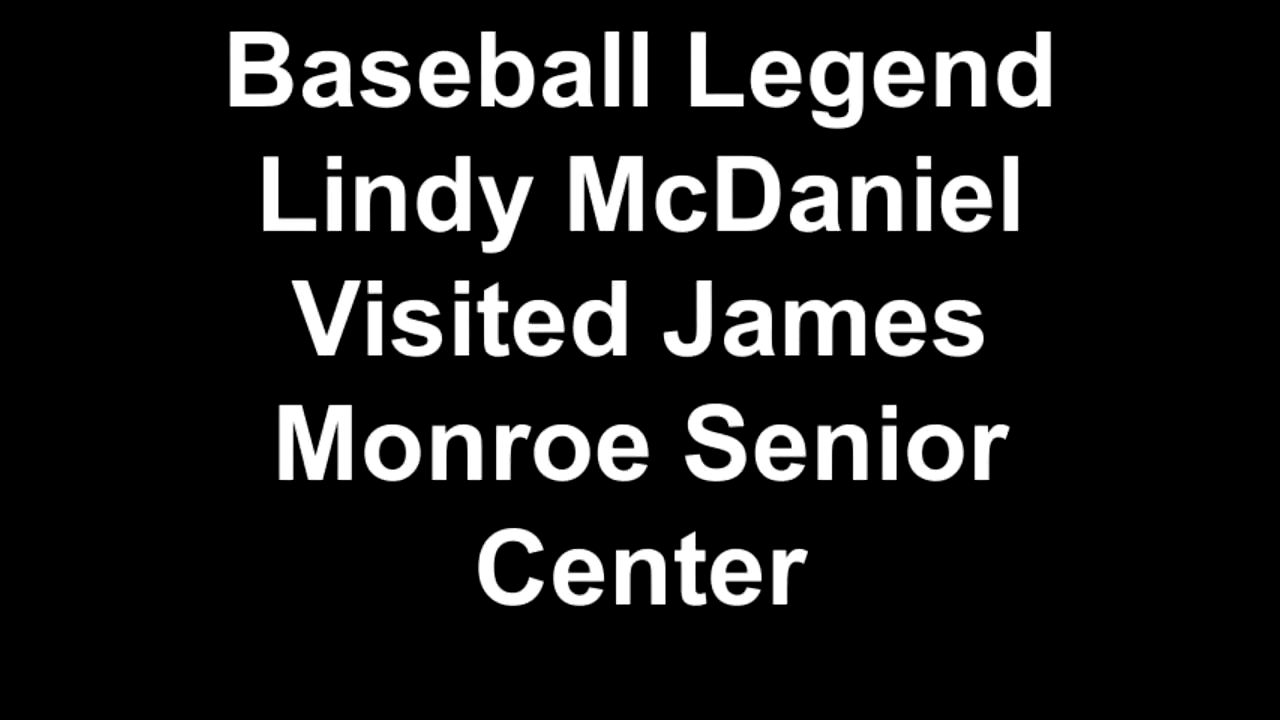 Baseball Legend
Lindy McDaniel
Visited James
Monroe Senior
Center